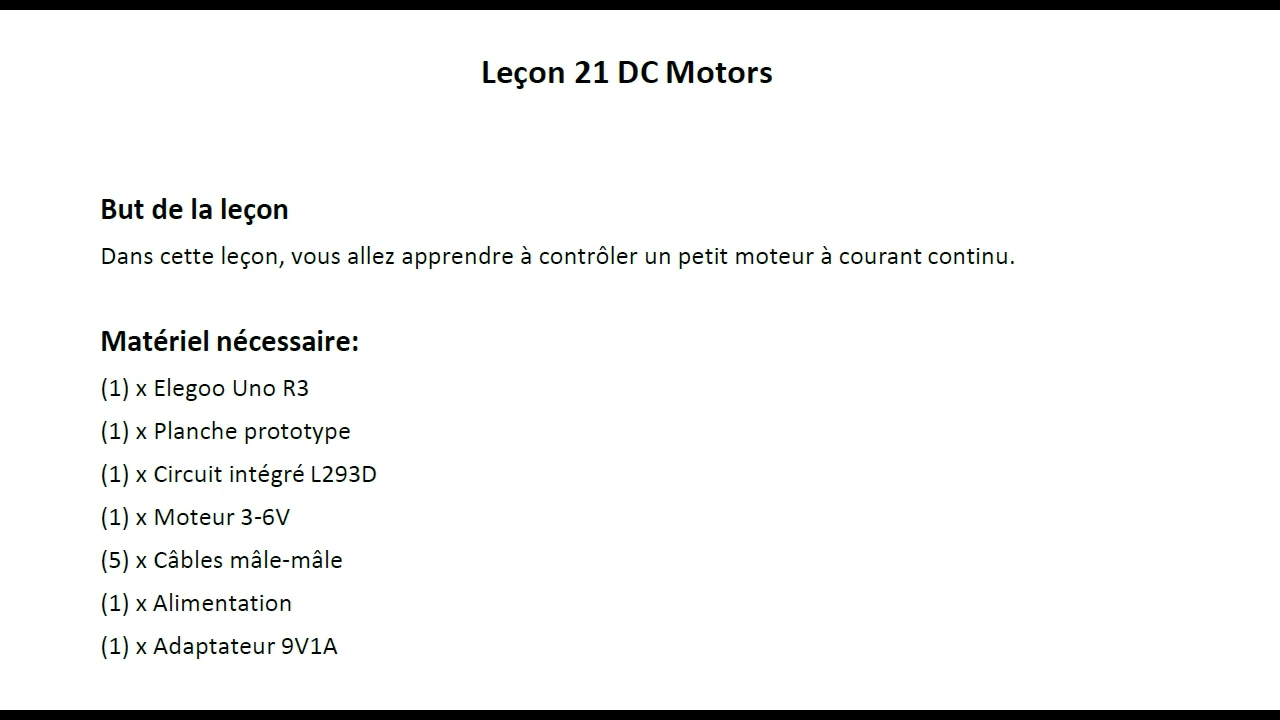 Leçon 21 DC Motors
But de la leçon
Dans cette leçon, vous allez apprendre à contrôler un petit moteur à courant continu.
Matériel nécessaire:
(1) x Elegoo Uno R3
(1) x Planche prototype
(1) x Circuit intégré L293D
(1) x Moteur 3-6V
(5) x Câbles mâle-mâle
(1) x Alimentation
(1) x Adaptateur 9V1A